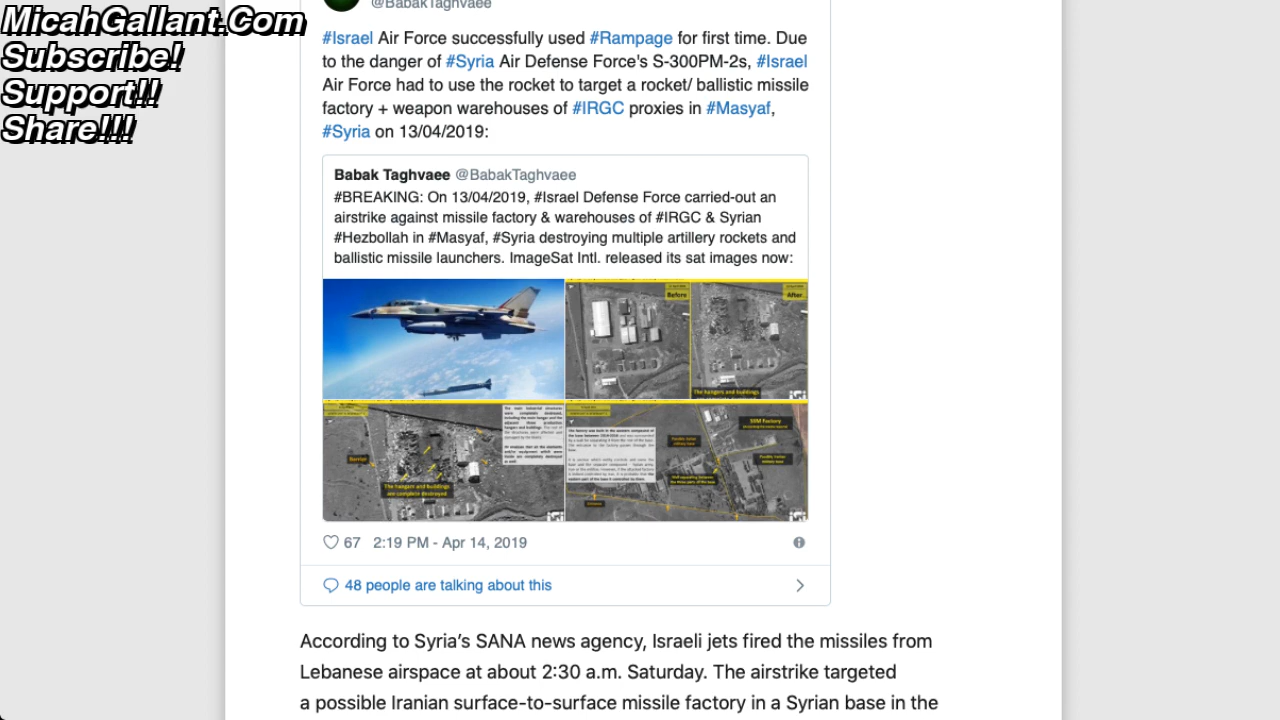 MicahGallant.Com
Subscribe!
Support!!
Share!!!
@BabakTaghvaee
#Israel Air Force successfully used #Rampage for first time. Due
to the danger of #Syria Air Defense Force's S-300PM-2s, #Israel
Air Force had to use the rocket to target a rocket/ ballistic missile
factory + weapon warehouses of #IRGC proxies in #Masyaf,
#Syria on 13/04/2019:
Babak Taghvaee @BabakTaghvaee
#BREAKING: On 13/04/2019, #Israel Defense Force carried-out an
airstrike against missile factory & warehouses of #IRGC & Syrian
#Hezbollah in #Masyaf, #Syria destroying multiple artillery rockets and
ballistic missile launchers. ImageSat Intl. released its sat images now:
Before
After
The hangers and buildings
Barrier
The hangars and buildings
are complete destroyed
SSM Factory
67 2:19 PM - Apr 14, 2019
48 people are talking about this
According to Syria’s SANA news agency, Israeli jets fired the missiles from
Lebanese airspace at about 2:30 a.m. Saturday. The airstrike targeted
a possible Iranian surface-to-surface missile factory in a Syrian base in the